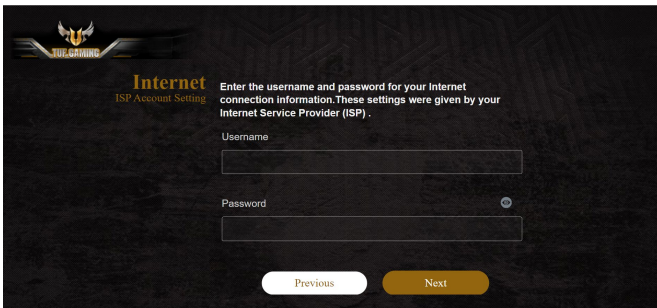 TUF GAMING
Internet
ISP Account Setting
Enter the username and password for your Internet
connection information.These settings were given by your
Internet Service Provider (ISP) .
Username
Password
Previous
Next